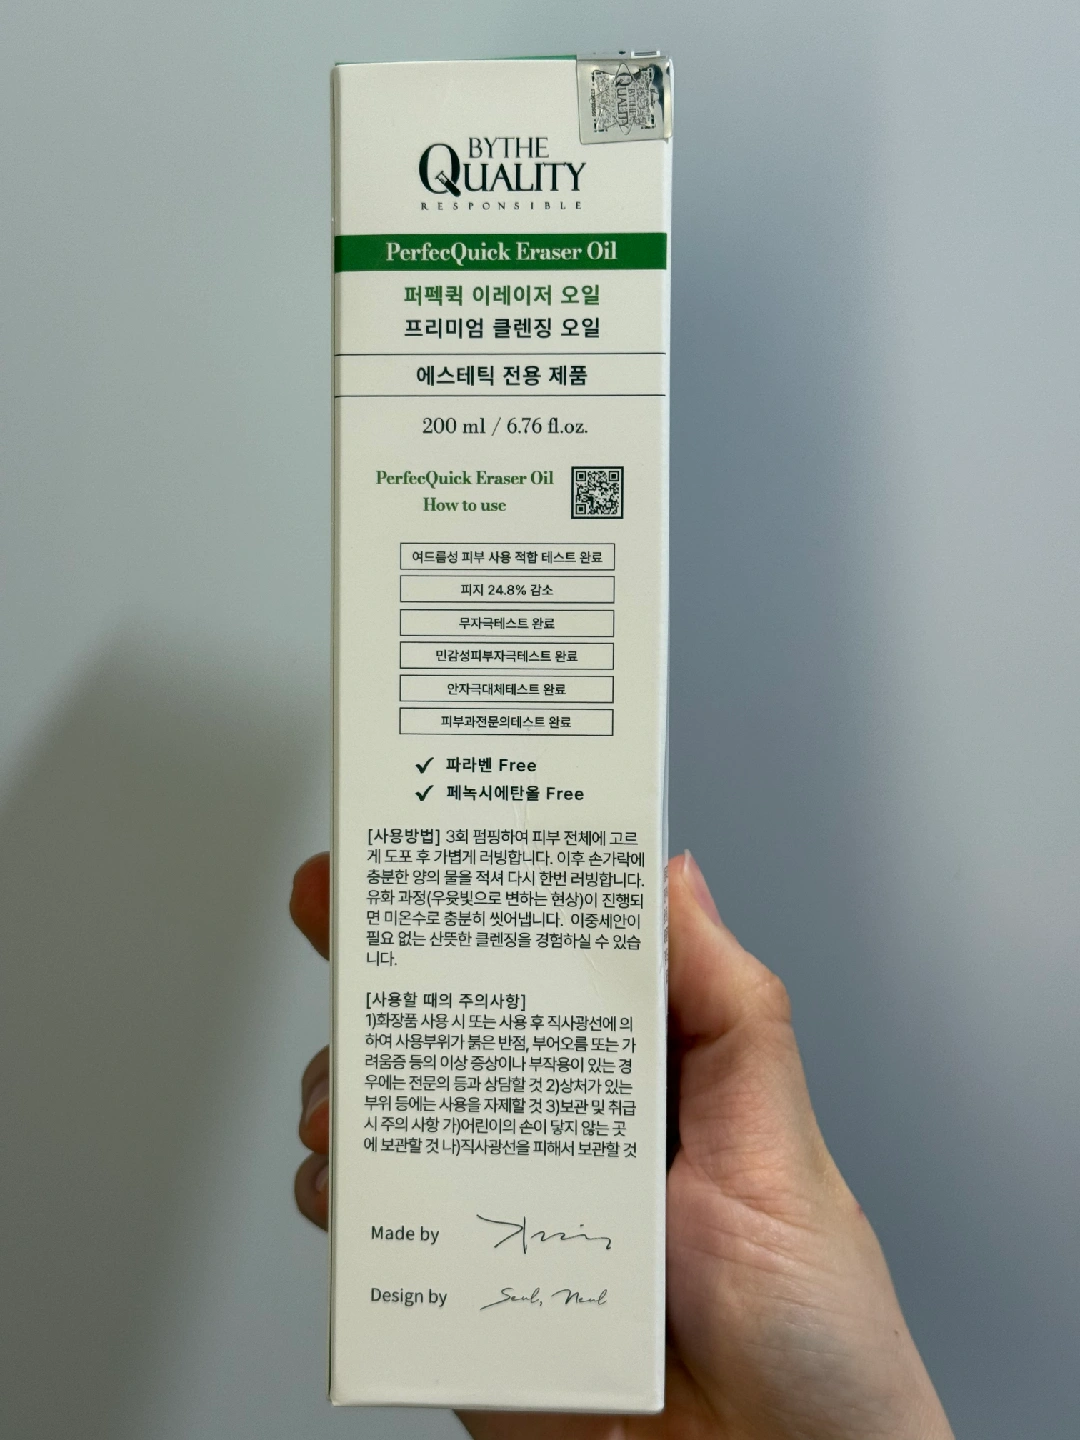 BYTHE
QUALITY
RESPONSIBLE
PerfecQuick Eraser Oil
퍼펙퀵 이레이저 오일
프리미엄 클렌징 오일
에스테틱 전용 제품
200 ml / 6.76 fl.oz.
PerfecQuick Eraser Oil
How to use
여드름성 피부 사용 적합 테스트 완료
피지 24.8% 감소
무자극테스트 완료
민감성피부자극테스트 완료
안자극대체테스트 완료
피부과전문의테스트 완료
✓ 파라벤 Free
✓ 페녹시에탄올 Free
[사용방법] 3회 펌핑하여 피부 전체에 고르
게 도포 후 가볍게 러빙합니다. 이후 손가락에
충분한 양의 물을 적셔 다시 한번 러빙합니다.
유화 과정(우윳빛으로 변하는 현상)이 진행되
면 미온수로 충분히 씻어냅니다. 이중세안이
필요 없는 산뜻한 클렌징을 경험하실 수 있습
니다.
[사용할 때의 주의사항]
1)화장품 사용 시 또는 사용 후 직사광선에 의
하여 사용부위가 붉은 반점, 부어오름 또는 가
려움증 등의 이상 증상이나 부작용이 있는 경
우에는 전문의 등과 상담할 것 2)상처가 있는
부위 등에는 사용을 자제할 것 3)보관 및 취급
시 주의 사항 가)어린이의 손이 닿지 않는 곳
에 보관할 것 나)직사광선을 피해서 보관할 것
Made by
Design by